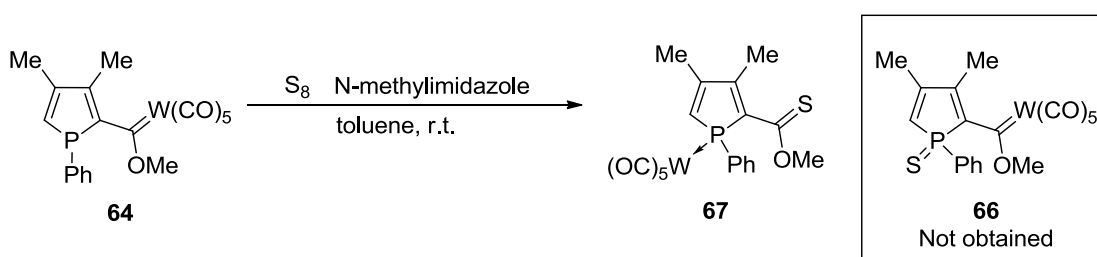 Me
Me
W(CO)₅
P
Ph
OMe
64
S₈ N-methylimidazole
toluene, r.t.
Me
Me
S
P
(OC)₅W
Ph
OMe
67
Me
Me
W(CO)₅
P
S
Ph
OMe
66
Not obtained